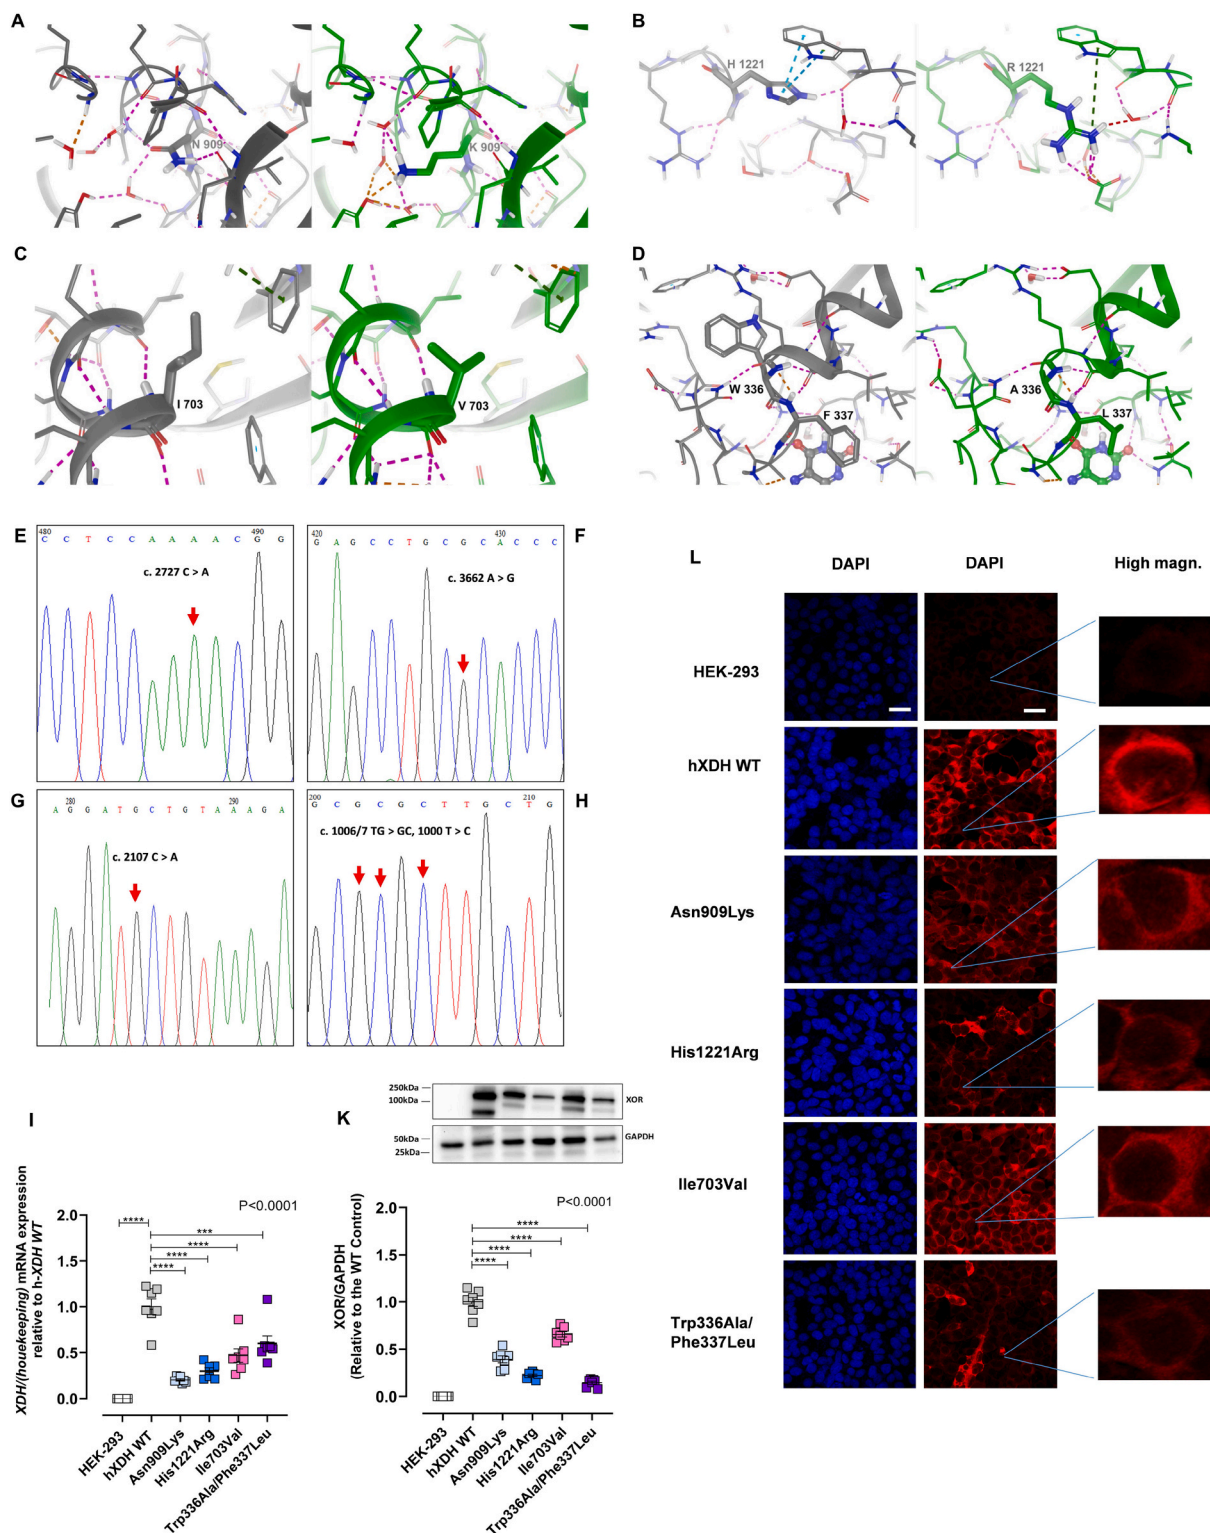 A
N 909
K 909
B
H 1221
R 1221
C
I 703
V 703
D
W 336
F 337
A 336
L 337
E
480
490
C C T C C A A A A C G G
c. 2727 C > A
F
420
430
G A G C C T G C G C A C C C
c. 3662 A > G
G
280
290
A G G A T G C T G T A A A G A
c. 2107 C > A
H
200
210
G C G C G C T T G C T G
c. 1006/7 TG > GC, 1000 T > C
I
P<0.0001
XDH/(houekeeping) mRNA expression
relative to h-XDH WT
2.0
1.5
1.0
0.5
0.0
****
***
****
****
****
HEK-293
hXDH WT
Asn909Lys
His1221Arg
Ile703Val
Trp336Ala/Phe337Leu
K
250kDa
100kDa
XOR
50kDa
25kDa
GAPDH
P<0.0001
XOR/GAPDH
(Relative to the WT Control)
2.0
1.5
1.0
0.5
0.0
****
****
****
****
HEK-293
hXDH WT
Asn909Lys
His1221Arg
Ile703Val
Trp336Ala/Phe337Leu
L
DAPI
DAPI
High magn.
HEK-293
hXDH WT
Asn909Lys
His1221Arg
Ile703Val
Trp336Ala/
Phe337Leu